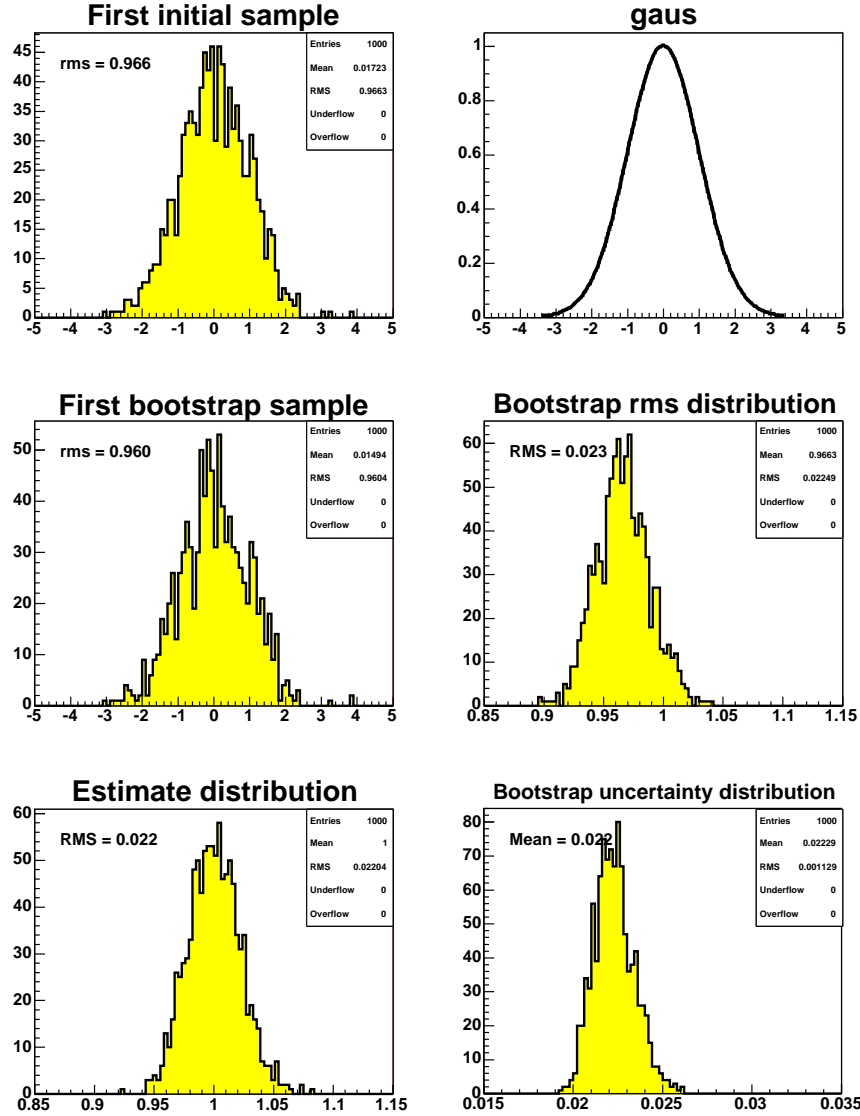 First initial sample
rms = 0.966
Entries 1000
Mean 0.01723
RMS 0.9663
Underflow 0
Overflow 0
45
40
35
30
25
20
15
10
5
0
-5 -4 -3 -2 -1 0 1 2 3 4 5
gaus
1
0.8
0.6
0.4
0.2
0
-5 -4 -3 -2 -1 0 1 2 3 4 5
First bootstrap sample
rms = 0.960
Entries 1000
Mean 0.01494
RMS 0.9604
Underflow 0
Overflow 0
50
40
30
20
10
0
-5 -4 -3 -2 -1 0 1 2 3 4 5
Bootstrap rms distribution
RMS = 0.023
Entries 1000
Mean 0.9663
RMS 0.02249
Underflow 0
Overflow 0
60
50
40
30
20
10
0
0.85 0.9 0.95 1 1.05 1.1 1.15
Estimate distribution
RMS = 0.022
Entries 1000
Mean 1
RMS 0.02204
Underflow 0
Overflow 0
60
50
40
30
20
10
0
0.85 0.9 0.95 1 1.05 1.1 1.15
Bootstrap uncertainty distribution
Mean = 0.022
Entries 1000
Mean 0.02229
RMS 0.001129
Underflow 0
Overflow 0
80
70
60
50
40
30
20
10
0
0.015 0.02 0.025 0.03 0.035